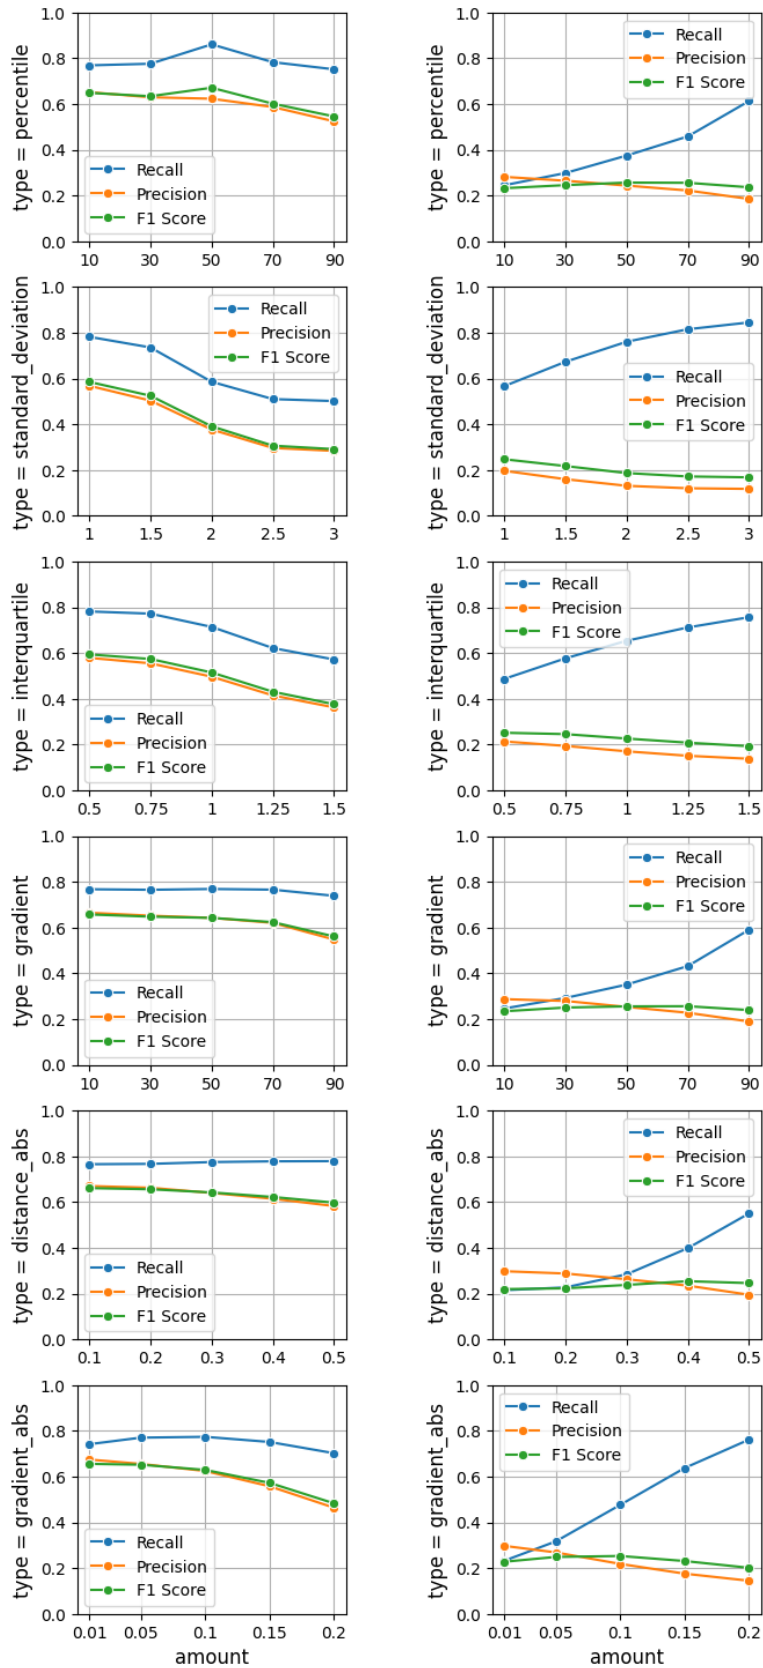 1.0
0.8
0.6
0.4
0.2
0.0
type = percentile
Recall
Precision
F1 Score
10 30 50 70 90
1.0
0.8
0.6
0.4
0.2
0.0
type = percentile
Recall
Precision
F1 Score
10 30 50 70 90
1.0
0.8
0.6
0.4
0.2
0.0
type = standard_deviation
Recall
Precision
F1 Score
1 1.5 2 2.5 3
1.0
0.8
0.6
0.4
0.2
0.0
type = standard_deviation
Recall
Precision
F1 Score
1 1.5 2 2.5 3
1.0
0.8
0.6
0.4
0.2
0.0
type = interquartile
Recall
Precision
F1 Score
0.5 0.75 1 1.25 1.5
1.0
0.8
0.6
0.4
0.2
0.0
type = interquartile
Recall
Precision
F1 Score
0.5 0.75 1 1.25 1.5
1.0
0.8
0.6
0.4
0.2
0.0
type = gradient
Recall
Precision
F1 Score
10 30 50 70 90
1.0
0.8
0.6
0.4
0.2
0.0
type = gradient
Recall
Precision
F1 Score
10 30 50 70 90
1.0
0.8
0.6
0.4
0.2
0.0
type = distance_abs
Recall
Precision
F1 Score
0.1 0.2 0.3 0.4 0.5
1.0
0.8
0.6
0.4
0.2
0.0
type = distance_abs
Recall
Precision
F1 Score
0.1 0.2 0.3 0.4 0.5
1.0
0.8
0.6
0.4
0.2
0.0
type = gradient_abs
Recall
Precision
F1 Score
0.01 0.05 0.1 0.15 0.2
amount
1.0
0.8
0.6
0.4
0.2
0.0
type = gradient_abs
Recall
Precision
F1 Score
0.01 0.05 0.1 0.15 0.2
amount